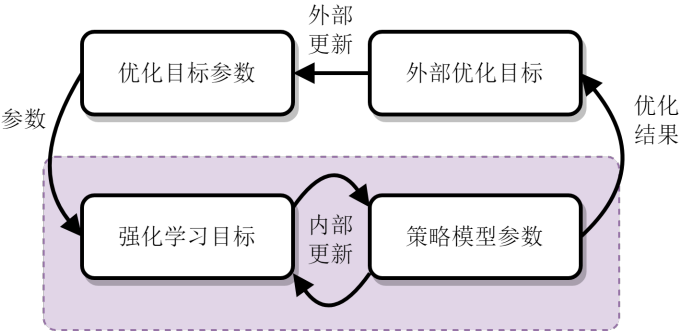 外部
更新
优化目标参数
外部优化目标
参数
优化
结果
强化学习目标
内部
更新
策略模型参数